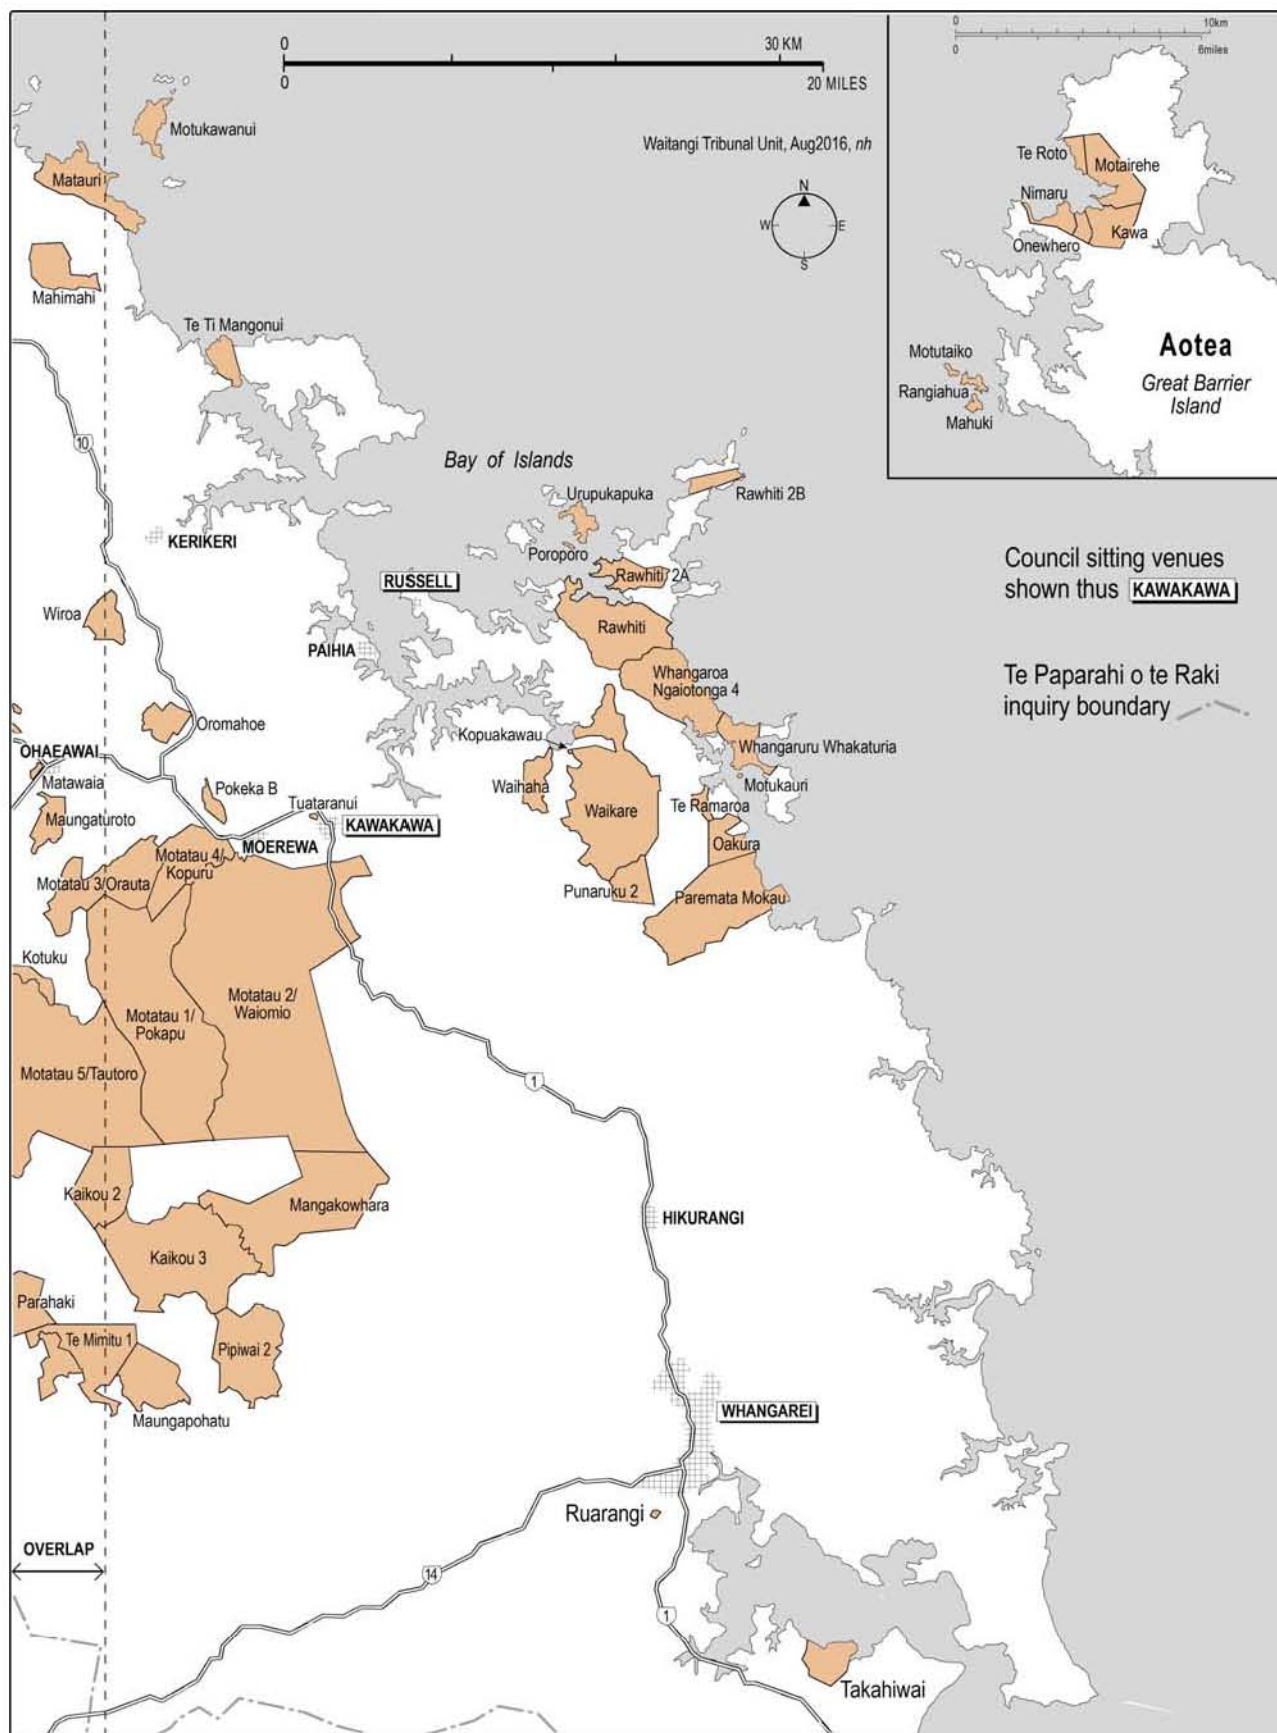 0
30 KM
0
20 MILES
Waitangi Tribunal Unit, Aug2016, nh
N
W
E
S
0
10km
0
6miles
Te Roto
Motairehe
Nimaru
Kawa
Onewhero
Motutaiko
Rangiahua
Mahuki
Aotea
Great Barrier
Island
Motukawanui
Matauri
Mahimahi
Te Ti Mangonui
10
Bay of Islands
Urupukapuka
Rawhiti 2B
KERIKERI
Poroporo
Council sitting venues
shown thus KAWAKAWA
RUSSELL
Rawhiti 2A
Wiroa
Rawhiti
PAIHIA
Whangaroa
Ngaiotonga 4
Te Paparahi o te Raki
inquiry boundary
Oromahoe
Kopuakawau
Whangaruru Whakaturia
OHAEAWAI
Matawaia
Pokeka B
Waihaha
Motukauri
Tuataranui
Te Ramaroa
Maungaturoto
Waikare
KAWAKAWA
MOEREWA
Oakura
Motatau 4/
Kopuru
Motatau 3/Orauta
Punaruku 2
Paremata Mokau
Kotuku
Motatau 2/
Waiomio
Motatau 1/
Pokapu
Motatau 5/Tautoro
1
Kaikou 2
Mangakowhara
HIKURANGI
Kaikou 3
Parahaki
Te Mimitu 1
Pipiwai 2
Maungapohatu
WHANGAREI
Ruarangi
OVERLAP
14
1
Takahiwai